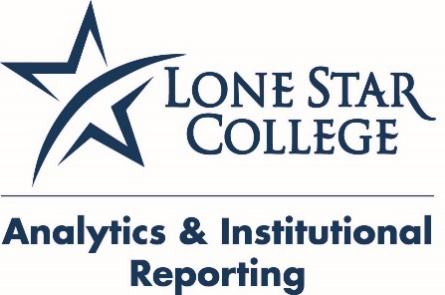 LONE STAR
COLLEGE
Analytics & Institutional
Reporting